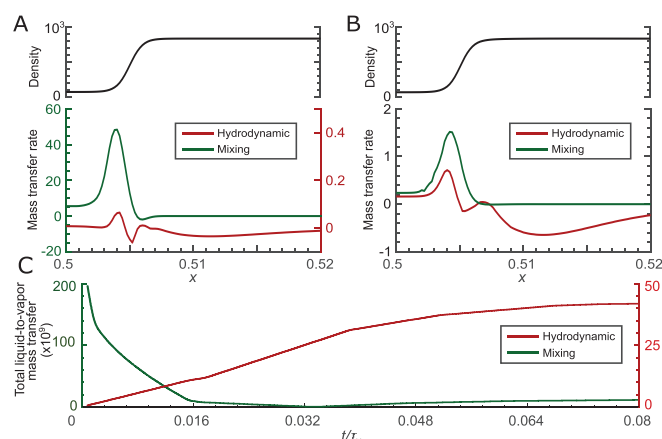 A
B
10³
Density
0
10³
Density
0
60
40
20
0
-20
Mass transfer rate
Hydrodynamic
Mixing
0.4
0.2
0
0.5
0.51
0.52
x
2
1
0
-1
Mass transfer rate
Hydrodynamic
Mixing
0.5
0.51
0.52
x
C
200
100
0
Total liquid-to-vapor
mass transfer
(x10⁹)
Hydrodynamic
Mixing
50
25
0
0
0.016
0.032
0.048
0.064
0.08